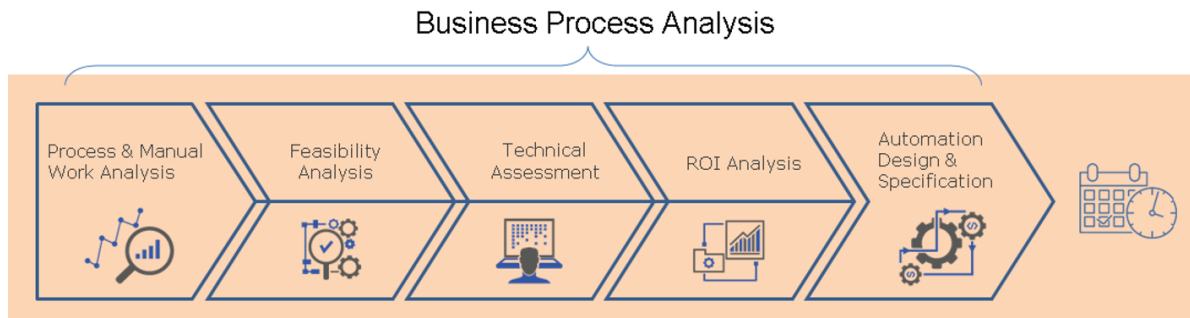 Business Process Analysis
Process & Manual
Work Analysis
Feasibility
Analysis
Technical
Assessment
ROI Analysis
Automation
Design &
Specification